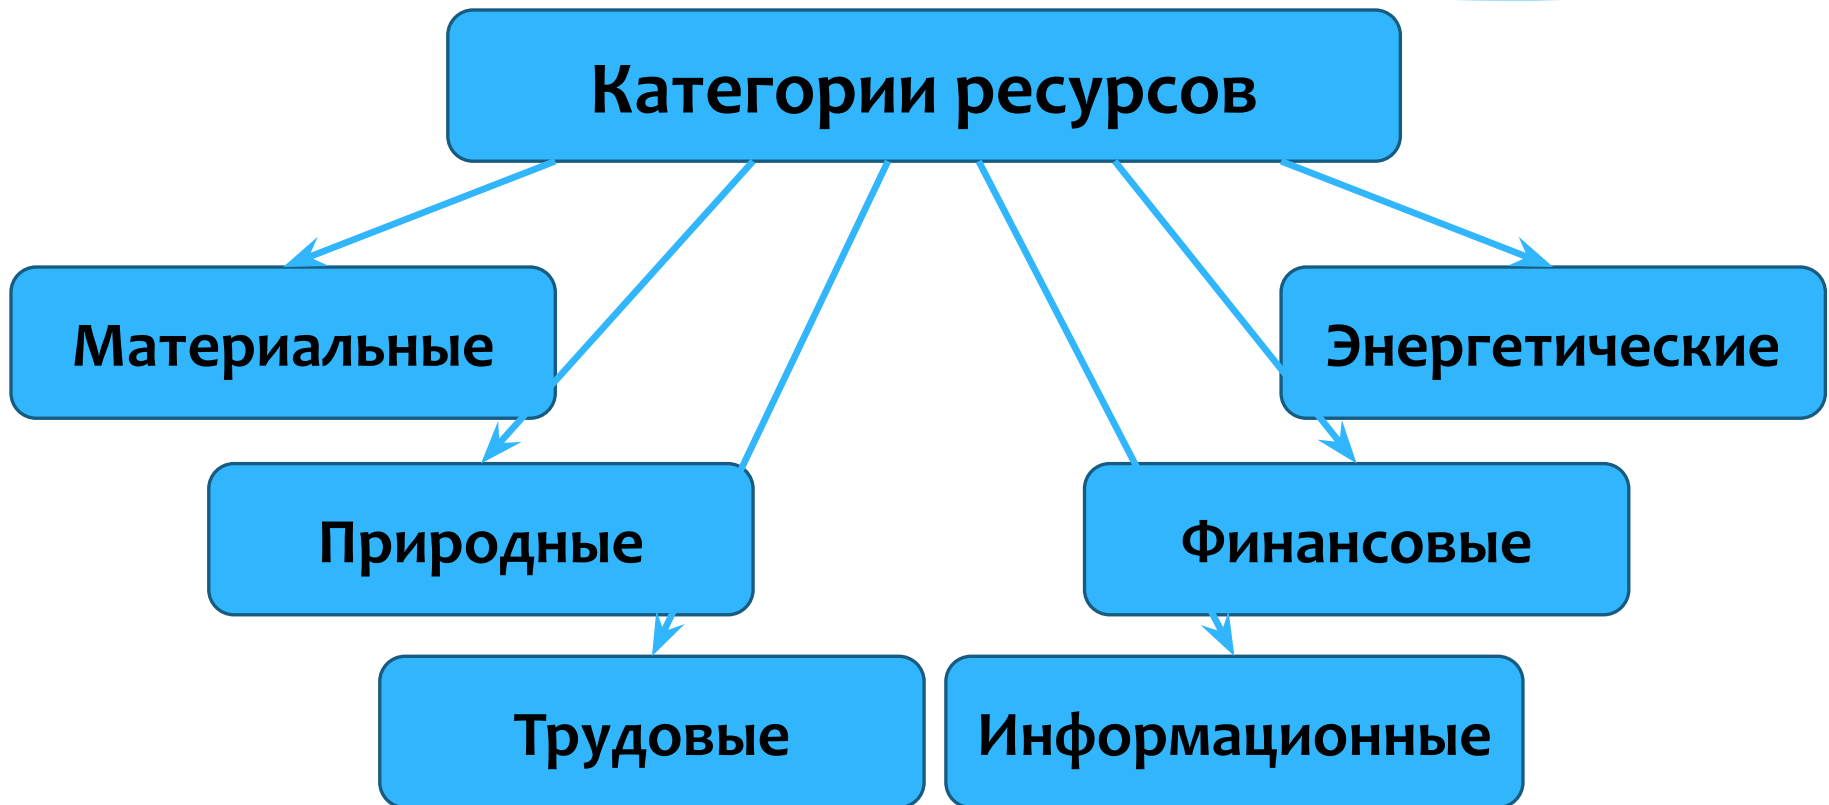 Категории ресурсов
Материальные
Энергетические
Природные
Финансовые
Трудовые
Информационные